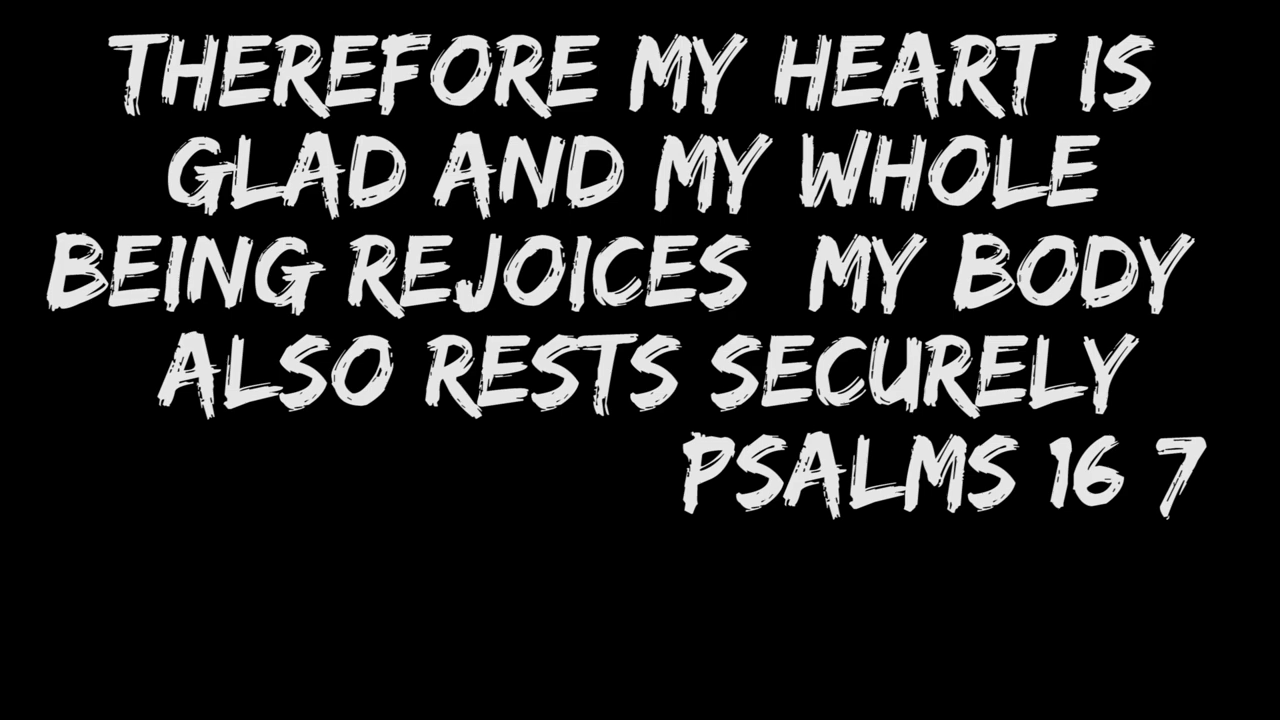 THEREFORE MY HEART IS
GLAD AND MY WHOLE
BEING REJOICES MY BODY
ALSO RESTS SECURELY
PSALMS 16 7